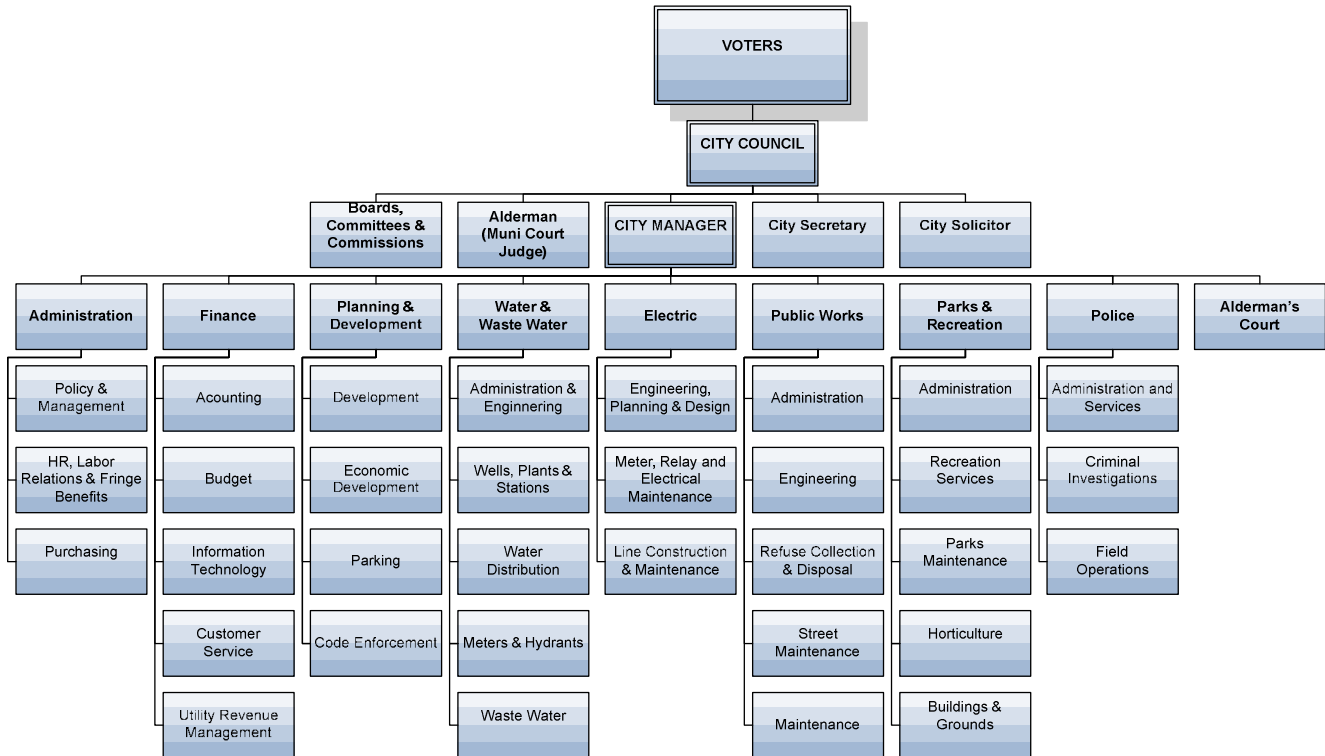 VOTERS
CITY COUNCIL
Boards,
Committees &
Commissions
Alderman
(Muni Court
Judge)
CITY MANAGER
City Secretary
City Solicitor
Administration
Finance
Planning &
Development
Water &
Waste Water
Electric
Public Works
Parks &
Recreation
Police
Alderman's
Court
Policy &
Management
HR, Labor
Relations & Fringe
Benefits
Purchasing
Acounting
Budget
Information
Technology
Customer
Service
Utility Revenue
Management
Development
Economic
Development
Parking
Code Enforcement
Administration &
Enginnering
Wells, Plants &
Stations
Water
Distribution
Meters & Hydrants
Waste Water
Engineering,
Planning & Design
Meter, Relay and
Electrical
Maintenance
Line Construction
& Maintenance
Administration
Engineering
Refuse Collection
& Disposal
Street
Maintenance
Maintenance
Administration
Recreation
Services
Parks
Maintenance
Horticulture
Buildings &
Grounds
Administration and
Services
Criminal
Investigations
Field
Operations